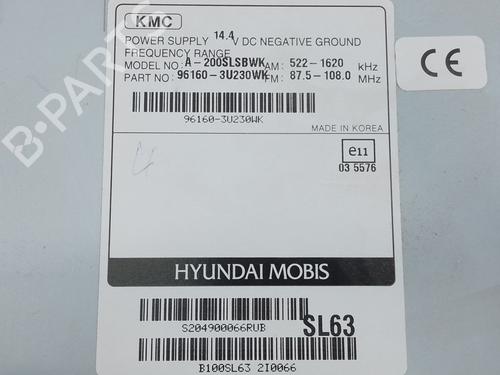 KMC
POWER SUPPLY 14.4 V DC NEGATIVE GROUND
FREQUENCY RANGE
MODEL NO: A-200SLSBWK AM: 522-1620 kHz
PART NO: 96160-3U230WK FM: 87.5-108.0 MHz
96160-3U230WK
MADE IN KOREA
e11
03 5576
CE
HYUNDAI MOBIS
S204900066RUB
SL63
B100SL63 2I0066
B-PARTS